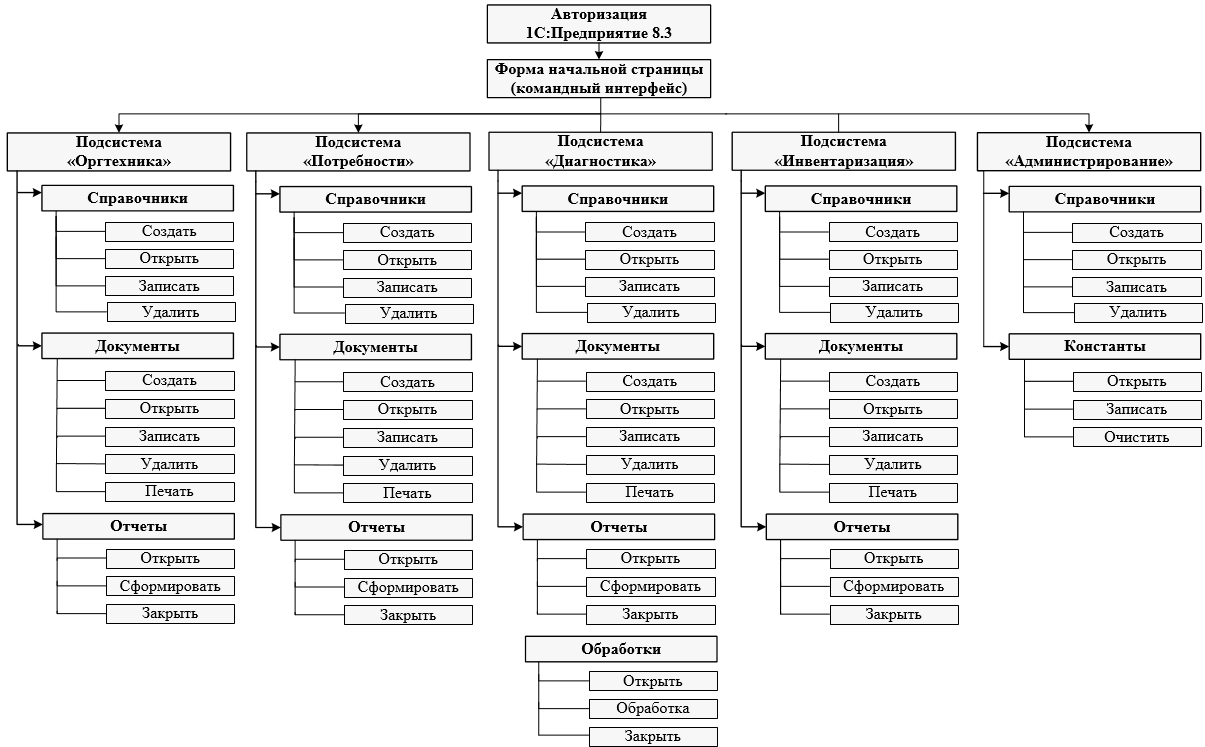 Авторизация
1С:Предприятие 8.3
Форма начальной страницы
(командный интерфейс)
Подсистема
«Оргтехника»
Справочники
Создать
Открыть
Записать
Удалить
Документы
Создать
Открыть
Записать
Удалить
Печать
Отчеты
Открыть
Сформировать
Закрыть
Подсистема
«Потребности»
Справочники
Создать
Открыть
Записать
Удалить
Документы
Создать
Открыть
Записать
Удалить
Печать
Отчеты
Открыть
Сформировать
Закрыть
Подсистема
«Диагностика»
Справочники
Создать
Открыть
Записать
Удалить
Документы
Создать
Открыть
Записать
Удалить
Печать
Отчеты
Открыть
Сформировать
Закрыть
Обработки
Открыть
Обработка
Закрыть
Подсистема
«Инвентаризация»
Справочники
Создать
Открыть
Записать
Удалить
Документы
Создать
Открыть
Записать
Удалить
Печать
Отчеты
Открыть
Сформировать
Закрыть
Подсистема
«Администрирование»
Справочники
Создать
Открыть
Записать
Удалить
Константы
Открыть
Записать
Очистить